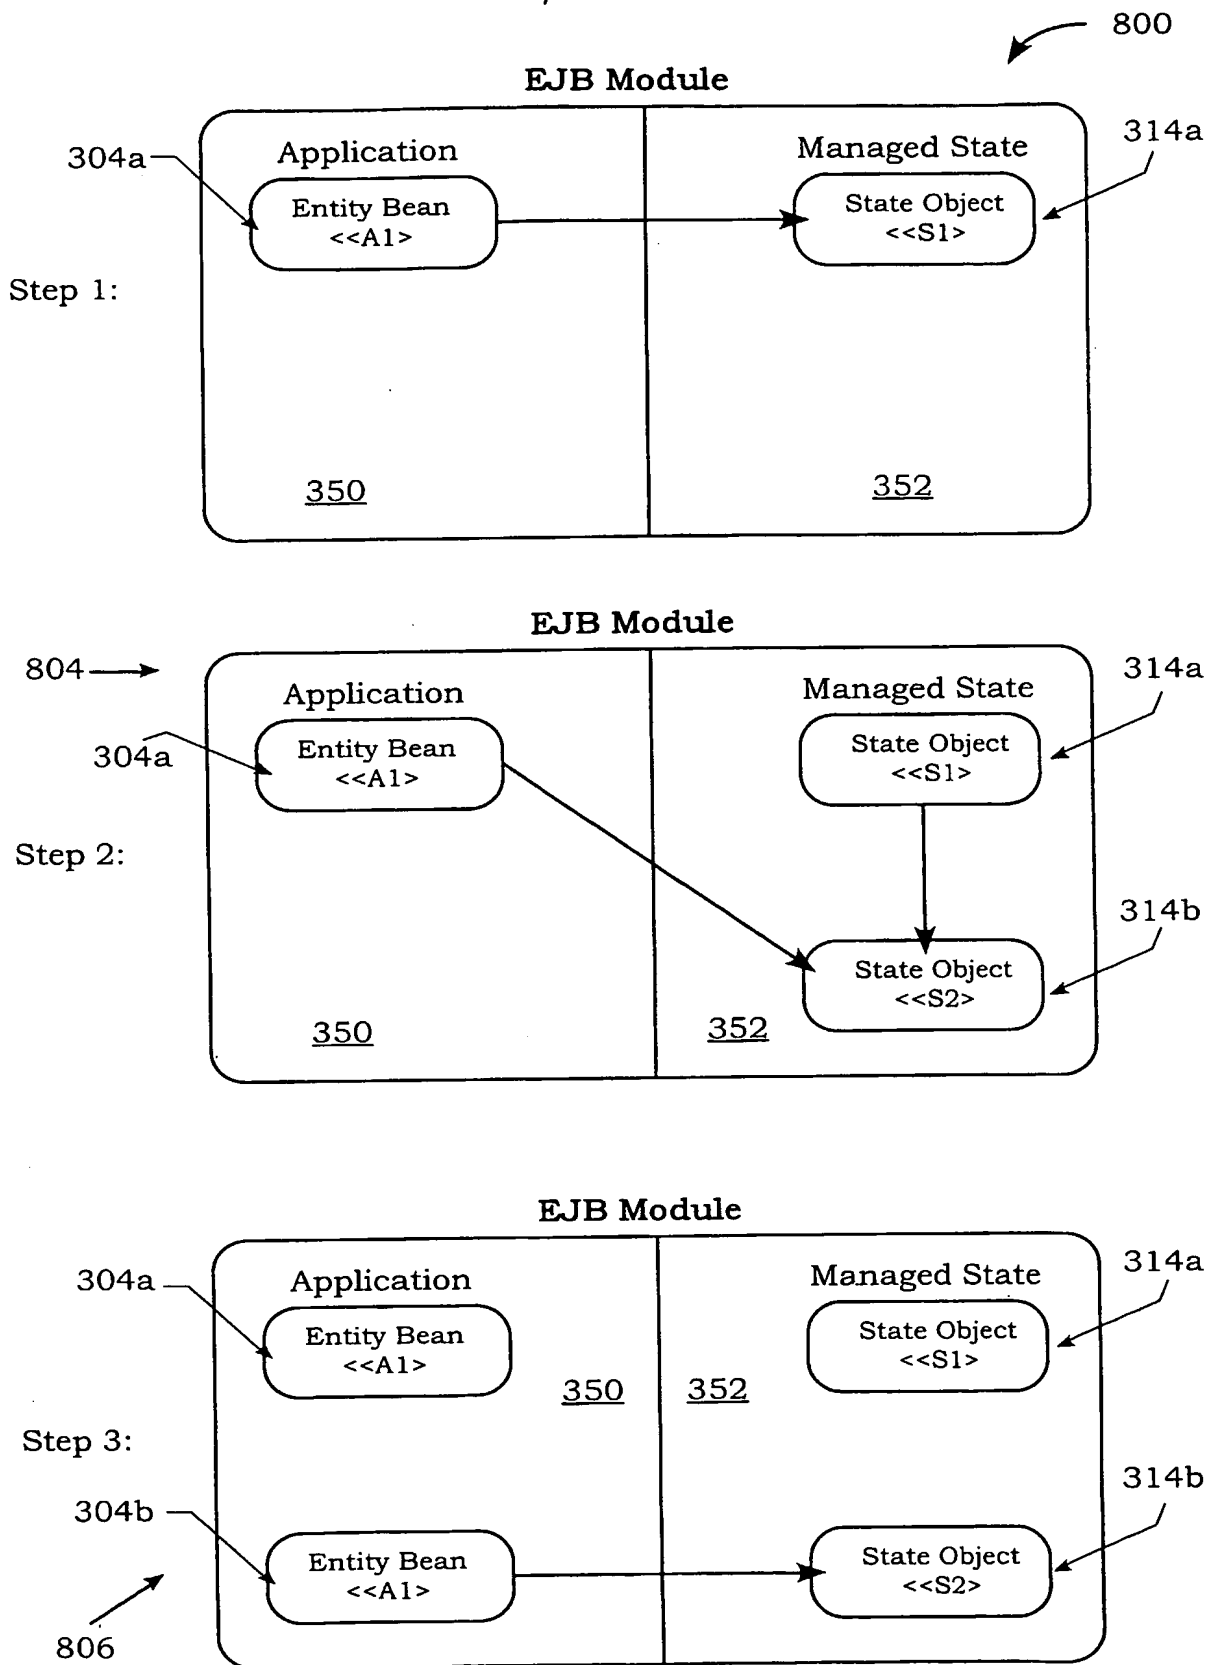 800
EJB Module
304a
Application
Managed State
314a
Entity Bean
<<A1>
State Object
<<S1>
Step 1:
350
352
EJB Module
804
Application
Managed State
314a
304a
Entity Bean
<<A1>
State Object
<<S1>
Step 2:
314b
State Object
<<S2>
350
352
EJB Module
304a
Application
Managed State
314a
Entity Bean
<<A1>
State Object
<<S1>
350
352
Step 3:
304b
314b
Entity Bean
<<A1>
State Object
<<S2>
806